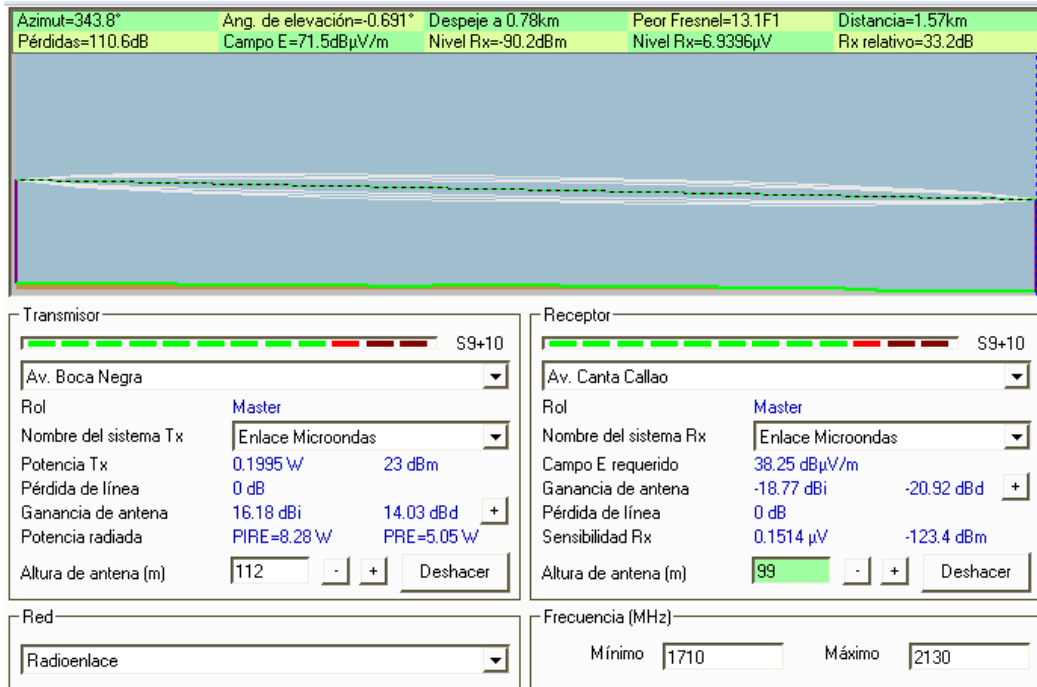 Azimut=343.8° Ang. de elevación=-0.691° Despeje a 0.78km Peor Fresnel=13.1F1 Distancia=1.57km
Pérdidas=110.6dB Campo E=71.5dBµV/m Nivel Rx=-90.2dBm Nivel Rx=6.9396µV Rx relativo=33.2dB
Transmisor
S9+10
Av. Boca Negra
Rol Master
Nombre del sistema Tx Enlace Microondas
Potencia Tx 0.1995 W 23 dBm
Pérdida de línea 0 dB
Ganancia de antena 16.18 dBi 14.03 dBd +
Potencia radiada PIRE=8.28 W PRE=5.05 W
Altura de antena (m) 112 - + Deshacer
Receptor
S9+10
Av. Canta Callao
Rol Master
Nombre del sistema Rx Enlace Microondas
Campo E requerido 38.25 dBµV/m
Ganancia de antena -18.77 dBi -20.92 dBd +
Pérdida de línea 0 dB
Sensibilidad Rx 0.1514 µV -123.4 dBm
Altura de antena (m) 99 - + Deshacer
Red
Radioenlace
Frecuencia (MHz)
Mínimo 1710 Máximo 2130